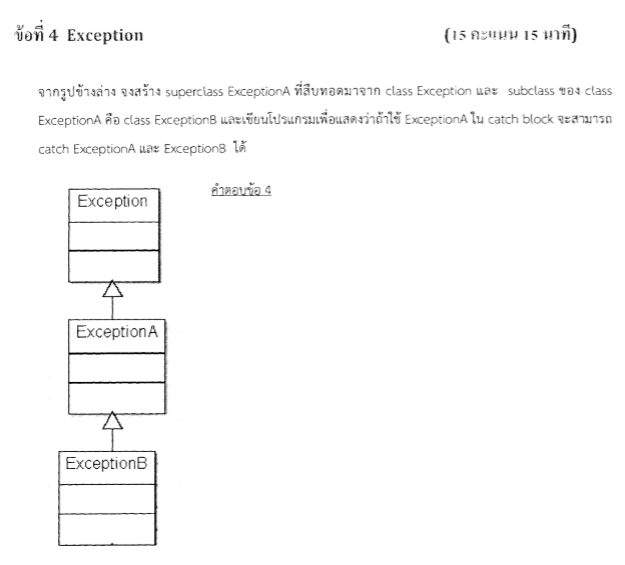 ข้อที่ 4 Exception (15 คะแนน 15 นาที)
จากรูปข้างล่าง จงสร้าง superclass ExceptionA ที่สืบทอดมาจาก class Exception และ subclass ของ class
ExceptionA คือ class ExceptionB และเขียนโปรแกรมเพื่อแสดงว่าถ้าใช้ ExceptionA ใน catch block จะสามารถ
catch ExceptionA และ ExceptionB ได้
คำตอบข้อ 4
Exception
ExceptionA
ExceptionB